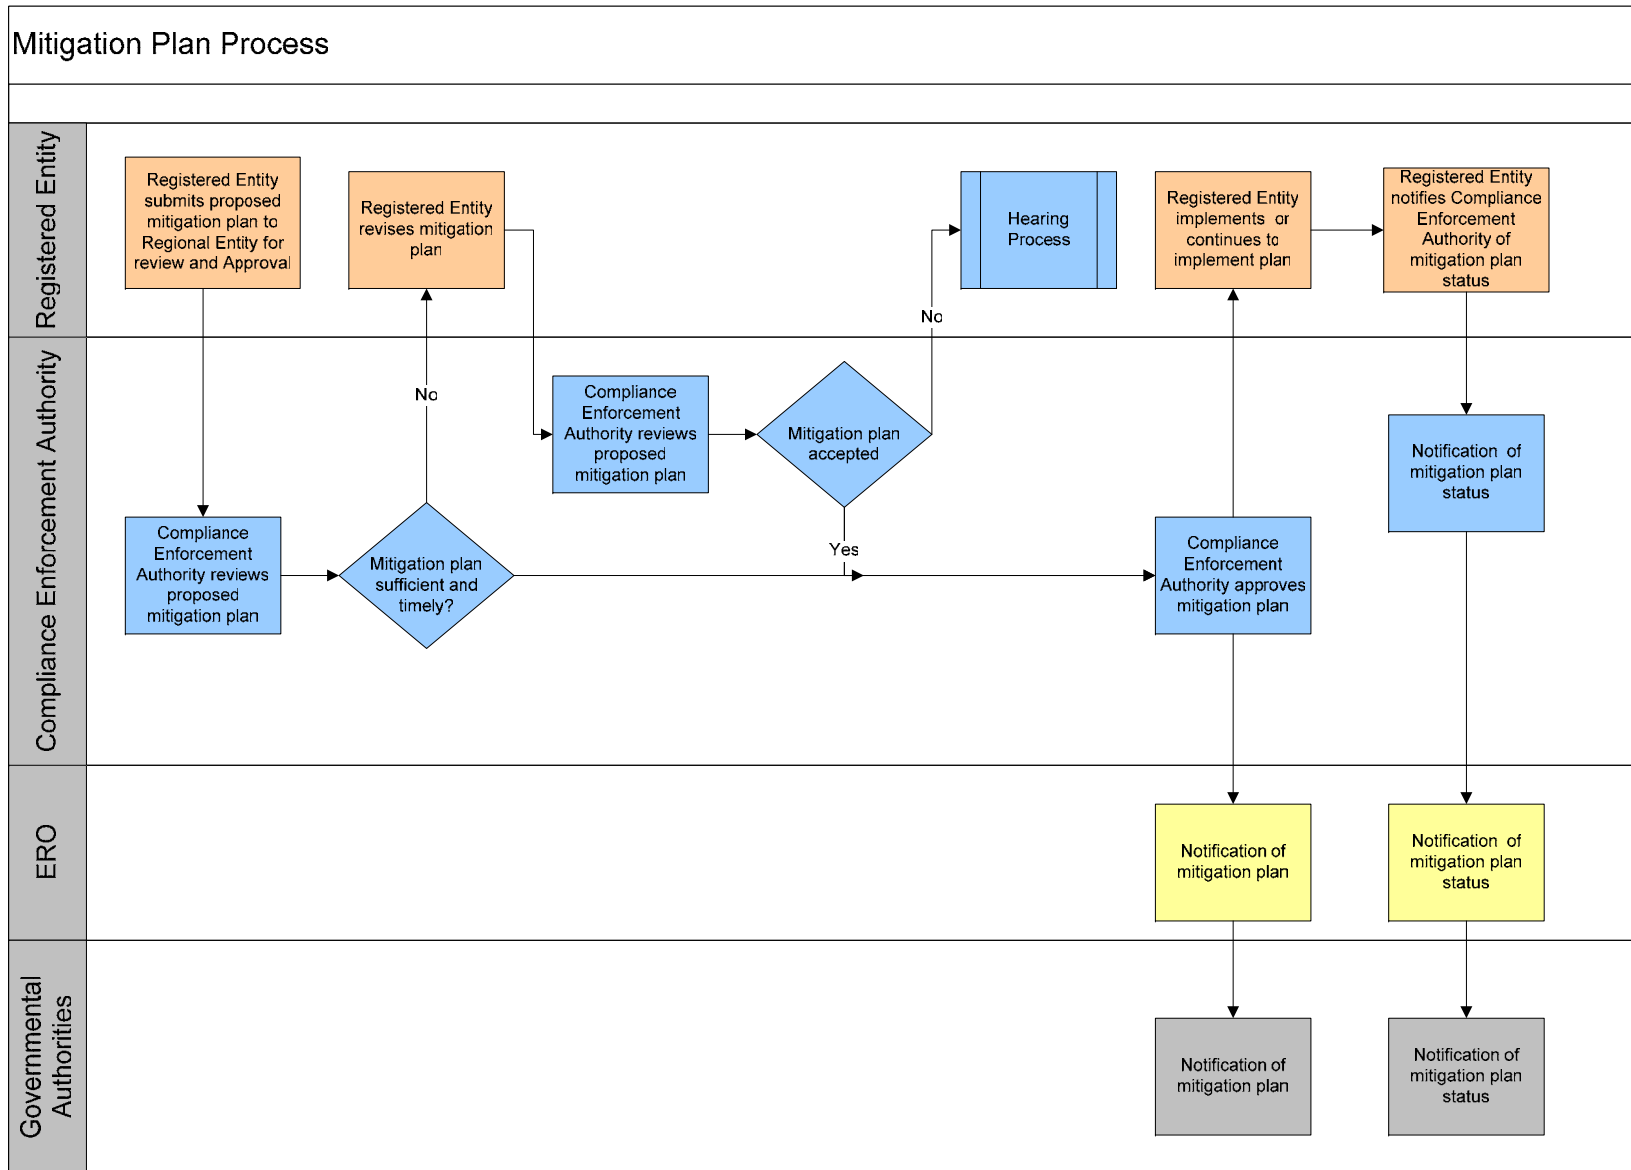 Mitigation Plan Process
Registered Entity
Registered Entity
submits proposed
mitigation plan to
Regional Entity for
review and Approval
Registered Entity
revises mitigation
plan
Hearing
Process
Registered Entity
implements or
continues to
implement plan
Registered Entity
notifies Compliance
Enforcement
Authority of
mitigation plan
status
No
Compliance Enforcement Authority
No
Compliance
Enforcement
Authority reviews
proposed
mitigation plan
Mitigation plan
accepted
Notification of
mitigation plan
status
Yes
Compliance
Enforcement
Authority reviews
proposed
mitigation plan
Mitigation plan
sufficient and
timely?
Compliance
Enforcement
Authority approves
mitigation plan
ERO
Notification of
mitigation plan
Notification of
mitigation plan
status
Governmental
Authorities
Notification of
mitigation plan
Notification of
mitigation plan
status